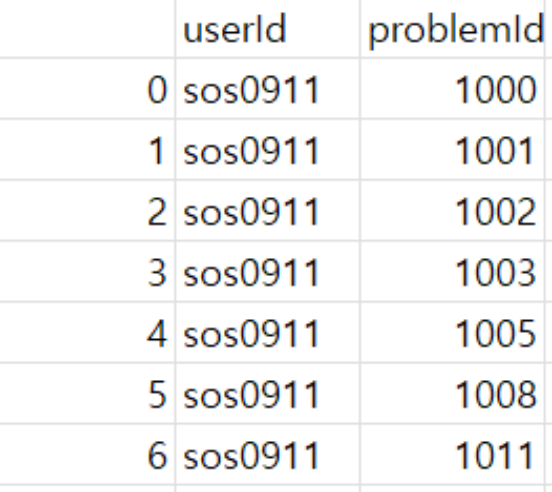 userId problemId
0 sos0911 1000
1 sos0911 1001
2 sos0911 1002
3 sos0911 1003
4 sos0911 1005
5 sos0911 1008
6 sos0911 1011